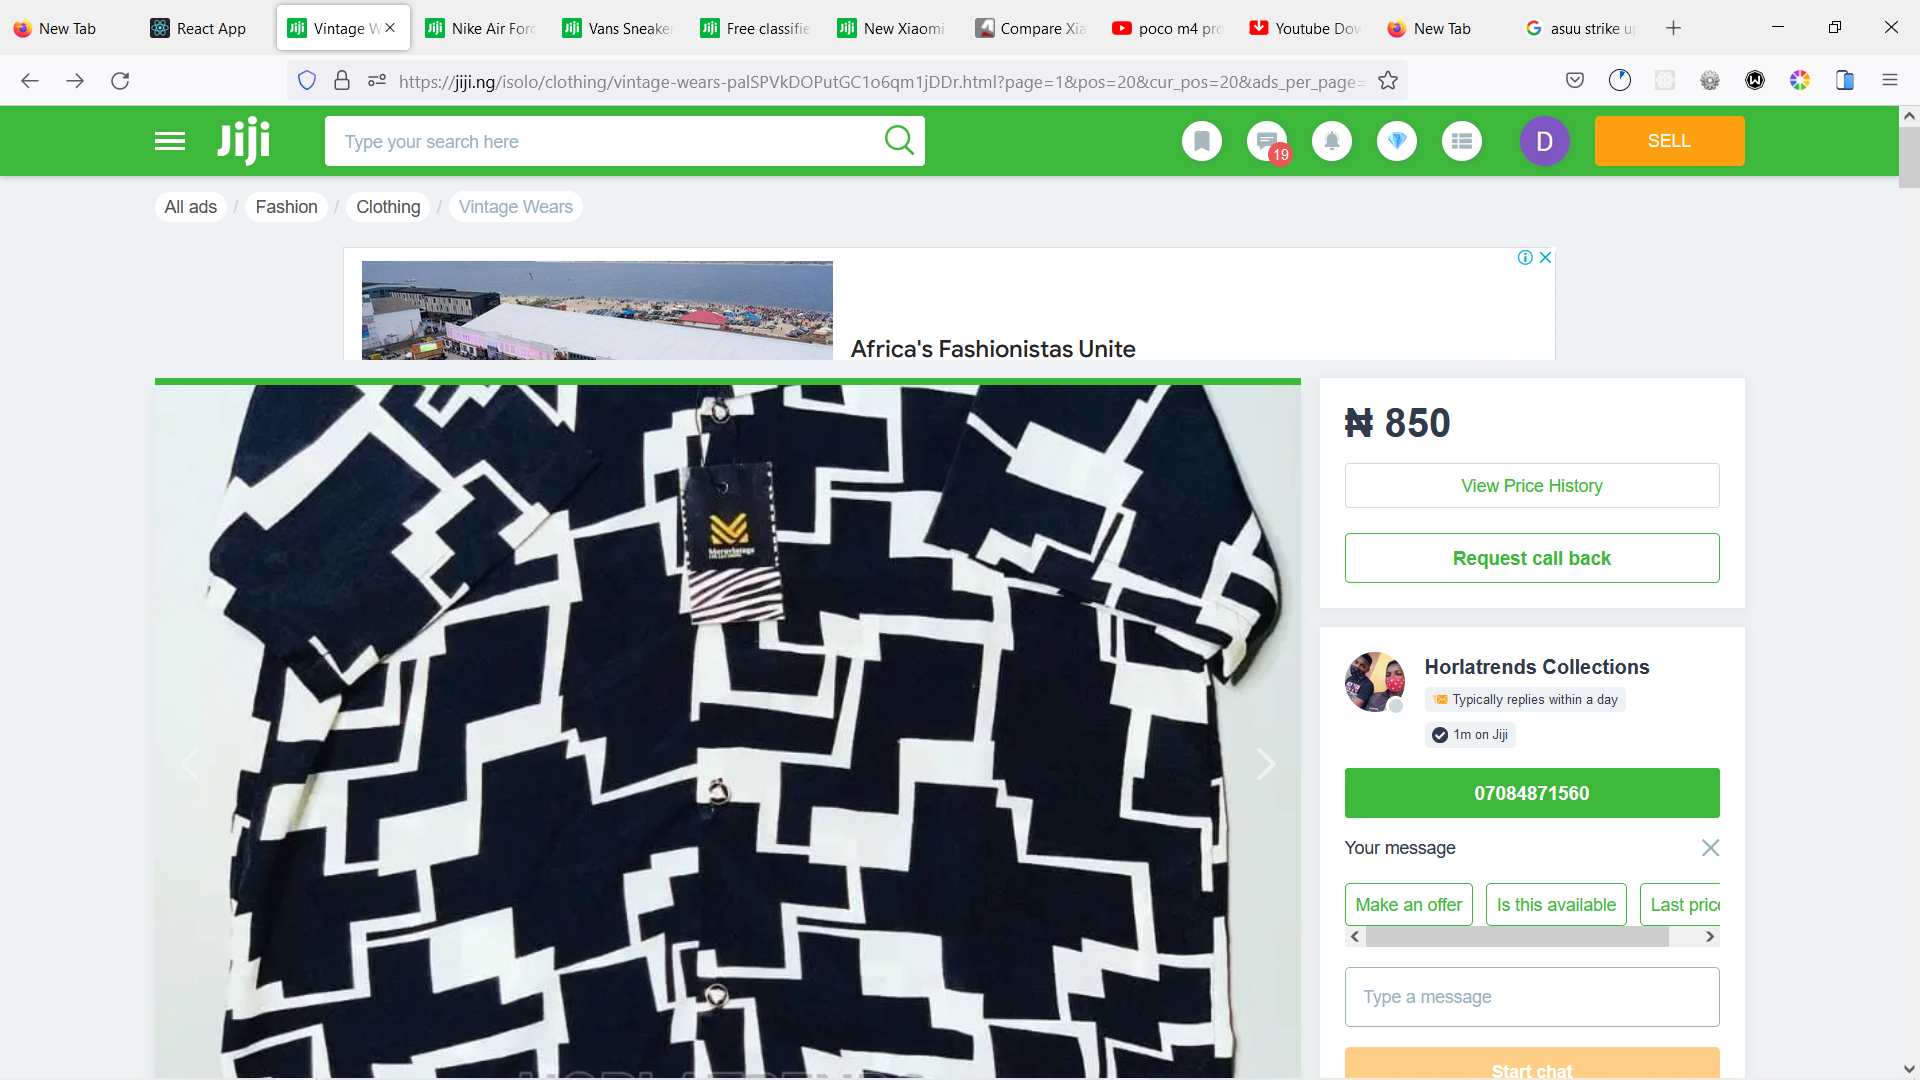 New Tab
React App
Vintage W
Nike Air Forc
Vans Sneaker
Free classifie
New Xiaomi
Compare Xia
poco m4 pro
Youtube Dow
New Tab
asuu strike up
https://jiji.ng/isolo/clothing/vintage-wears-palSPVkDOPutGC1o6qm1jDDr.html?page=1&pos=20&cur_pos=20&ads_per_page=
Jiji
Type your search here
19
D
SELL
All ads / Fashion / Clothing / Vintage Wears
Africa's Fashionistas Unite
₦ 850
View Price History
Request call back
Horlatrends Collections
Typically replies within a day
1m on Jiji
07084871560
Your message
Make an offer
Is this available
Last price
Type a message
Start chat